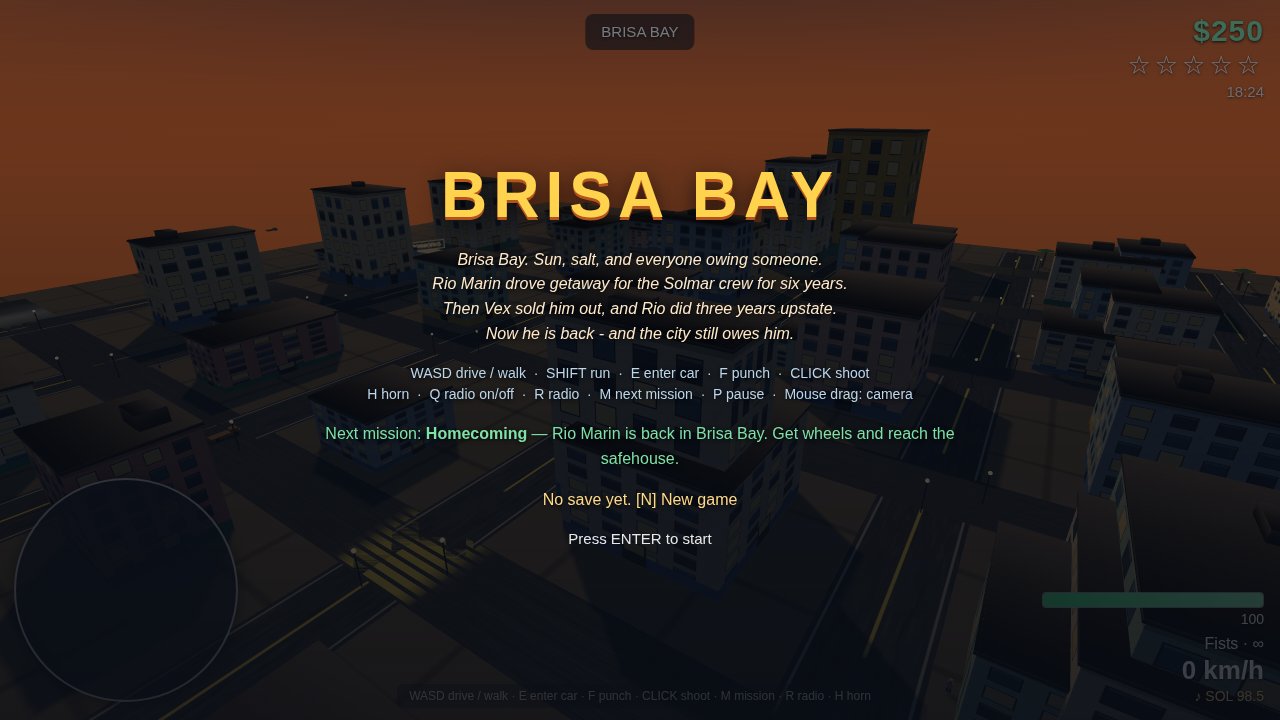 BRISA BAY
$250
☆☆☆☆☆
18:24
BRISA BAY
Brisa Bay. Sun, salt, and everyone owing someone.
Rio Marin drove getaway for the Solmar crew for six years.
Then Vex sold him out, and Rio did three years upstate.
Now he is back - and the city still owes him.
WASD drive / walk · SHIFT run · E enter car · F punch · CLICK shoot
H horn · Q radio on/off · R radio · M next mission · P pause · Mouse drag: camera
Next mission: Homecoming — Rio Marin is back in Brisa Bay. Get wheels and reach the
safehouse.
No save yet. [N] New game
Press ENTER to start
100
Fists · ∞
0 km/h
♪ SOL 98.5
WASD drive / walk · E enter car · F punch · CLICK shoot · M mission · R radio · H horn